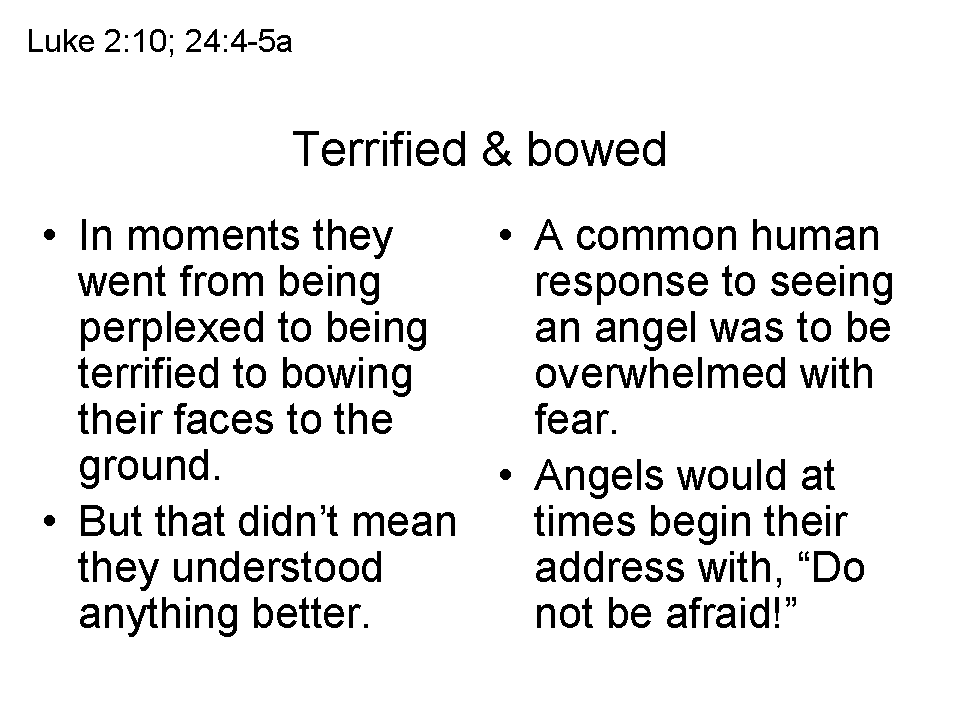 Luke 2:10; 24:4-5a
Terrified & bowed
• In moments they
went from being
perplexed to being
terrified to bowing
their faces to the
ground.
• But that didn’t mean
they understood
anything better.
• A common human
response to seeing
an angel was to be
overwhelmed with
fear.
• Angels would at
times begin their
address with, “Do
not be afraid!”